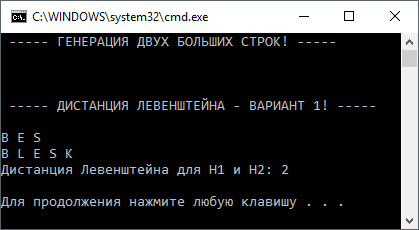 C:\WINDOWS\system32\cmd.exe
----- ГЕНЕРАЦИЯ ДВУХ БОЛЬШИХ СТРОК! -----
----- ДИСТАНЦИЯ ЛЕВЕНШТЕЙНА - ВАРИАНТ 1! -----
B E S
B L E S K
Дистанция Левенштейна для H1 и H2: 2
Для продолжения нажмите любую клавишу . . .